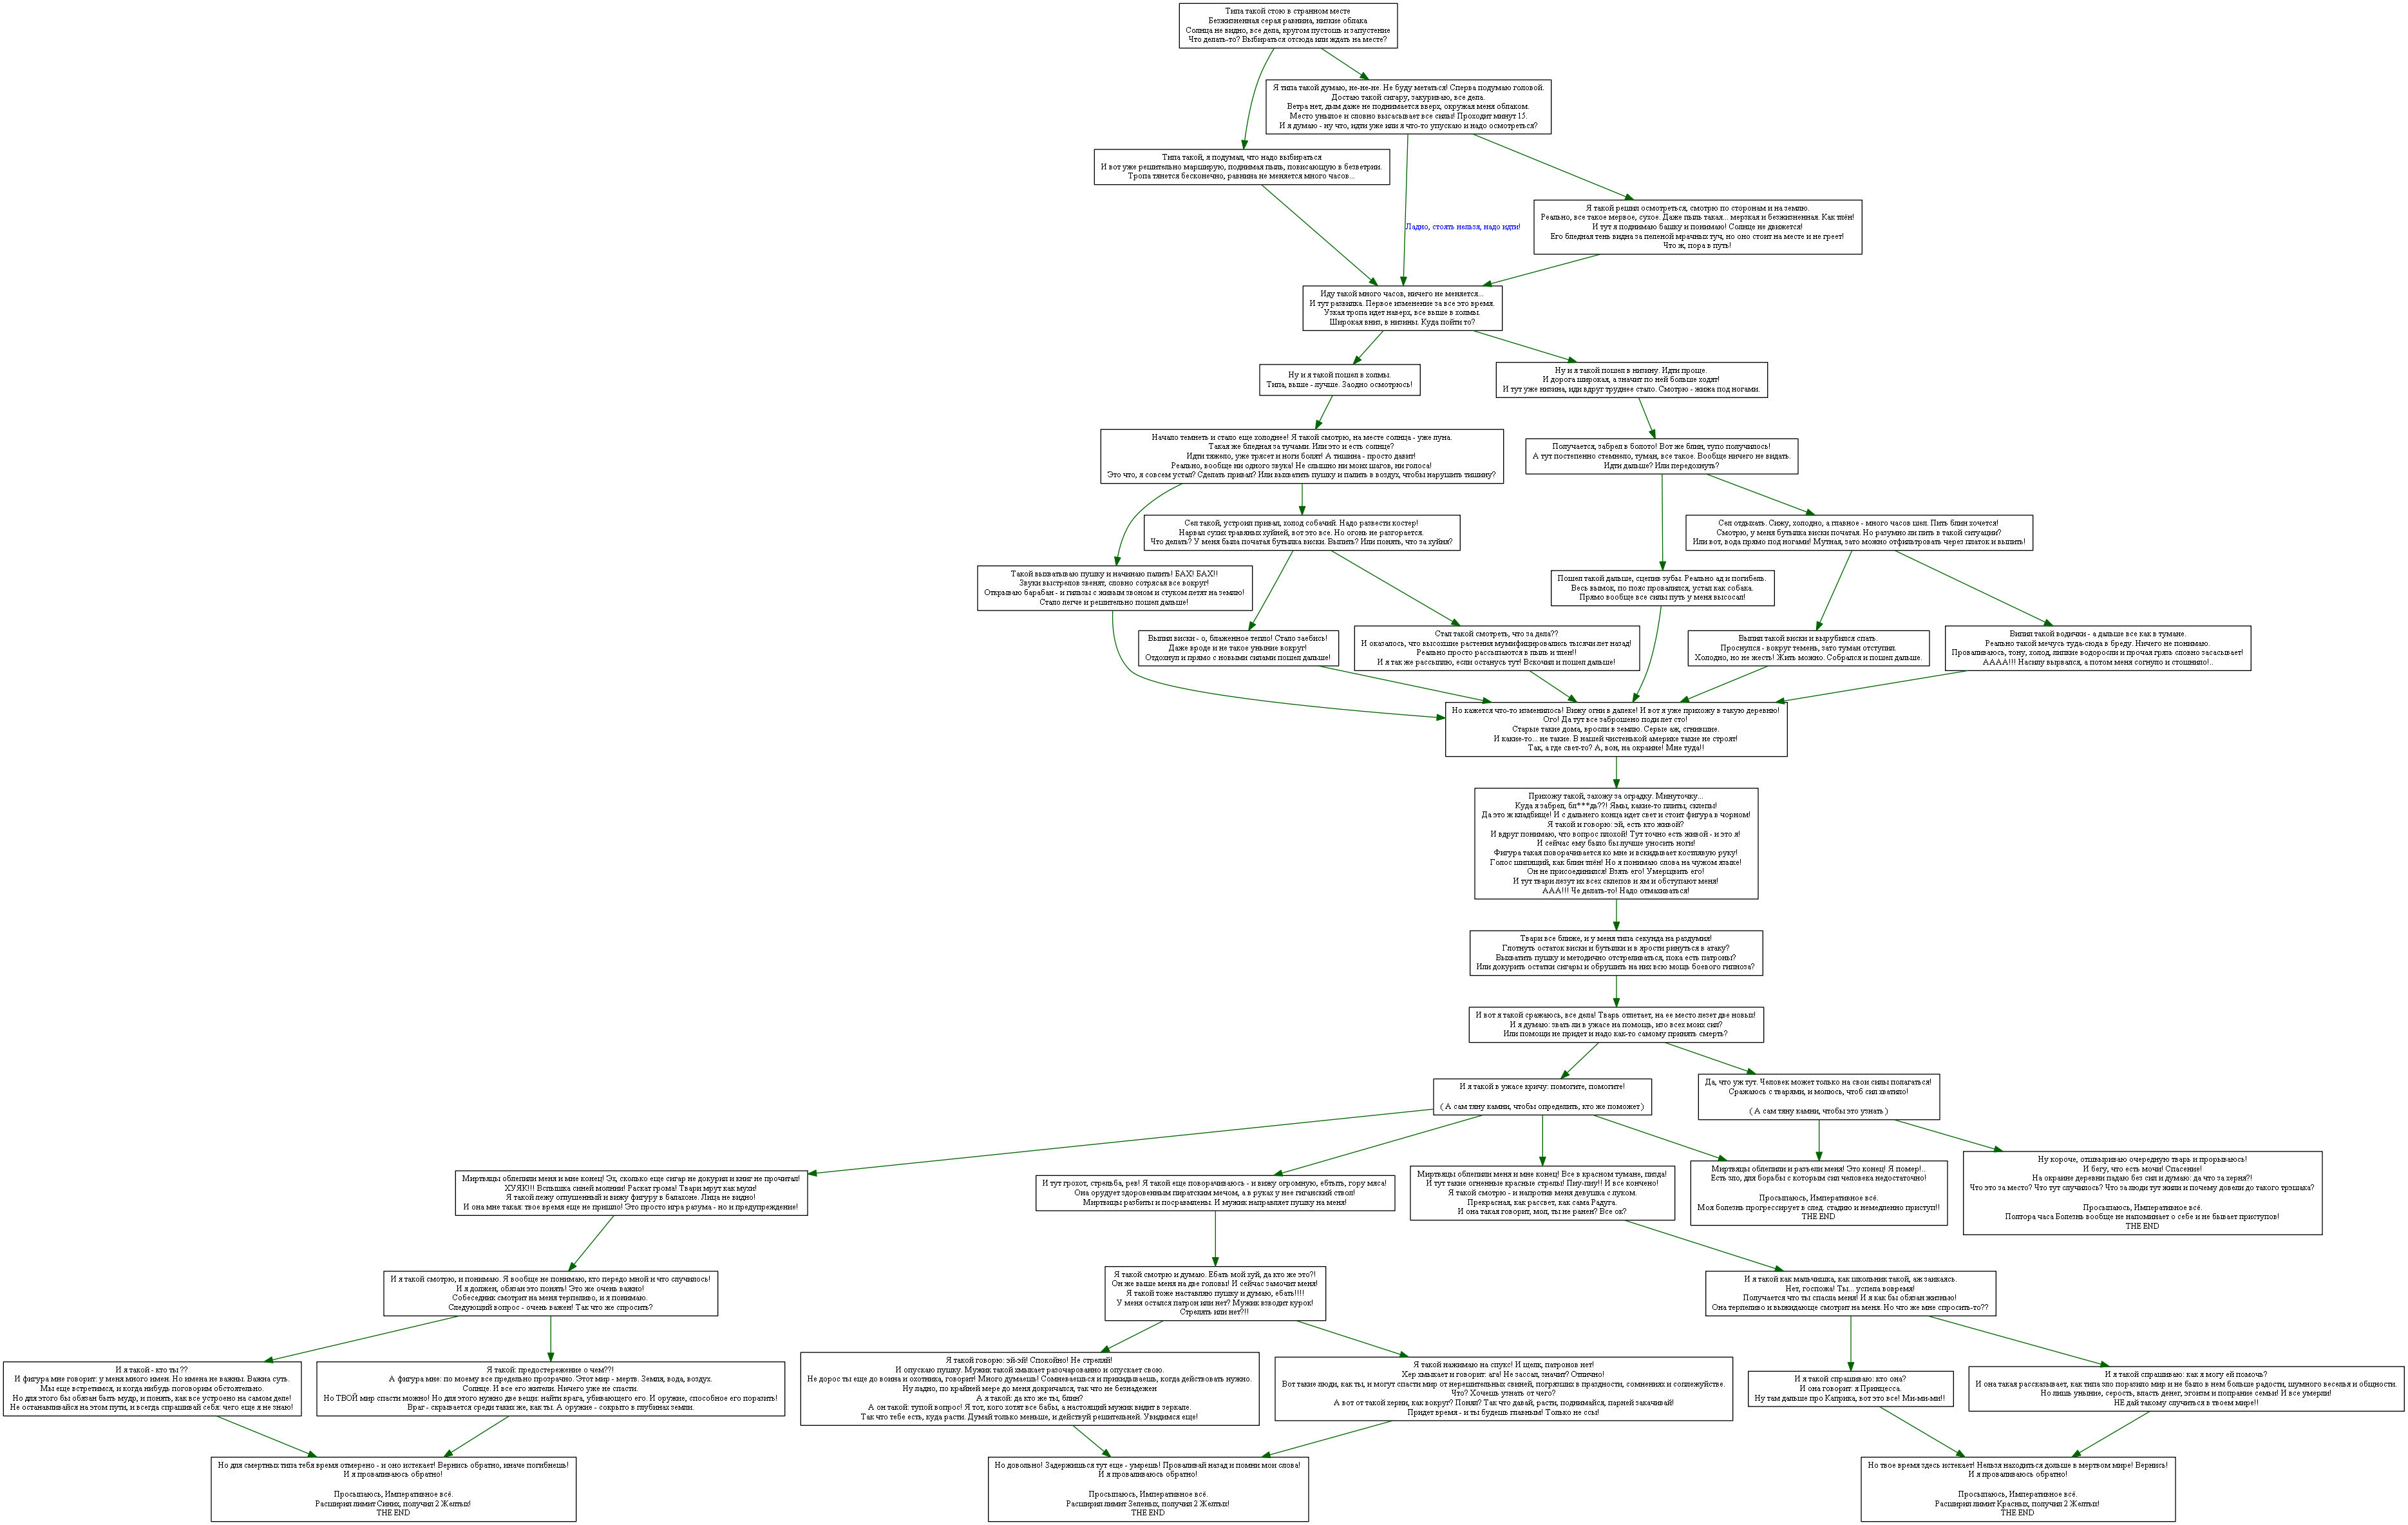 Типа такой стою в странном месте
Безжизненная серая равнина, низкие облака
Солнца не видно, все дела, кругом пустошь и запустение
Что делать-то? Выбираться отсюда или ждать на месте?
Я типа такой думаю, не-не-не. Не буду метаться! Сперва подумаю головой.
Достаю такой сигару, закуриваю, все дела.
Ветра нет, дым даже не поднимается вверх, окружая меня облаком.
Место унылое и словно высасывает все силы! Проходит минут 15.
И я думаю - ну что, идти уже или я что-то упускаю и надо осмотреться?
Типа такой, я подумал, что надо выбираться
И вот уже решительно марширую, поднимая пыль, повисающую в безветрии.
Тропа тянется бесконечно, равнина не меняется много часов...
Я такой решил осмотреться, смотрю по сторонам и на землю.
Реально, все такое мервое, сухое. Даже пыль такая... мерзкая и безжизненная. Как тлён!
И тут я поднимаю башку и понимаю! Солнце не движется!
Его бледная тень видна за пеленой мрачных туч, но оно стоит на месте и не греет!
Что ж, пора в путь!
Ладно, стоять нельзя, надо идти!
Иду такой много часов, ничего не меняется...
И тут развилка. Первое изменение за все это время.
Узкая тропа идет наверх, все выше в холмы.
Широкая вниз, в низины. Куда пойти то?
Ну и я такой пошел в холмы.
Типа, выше - лучше. Заодно осмотрюсь!
Ну и я такой пошел в низину. Идти проще.
И дорога широкая, а значит по ней больше ходят!
И тут уже низина, иди вдруг труднее стало. Смотрю - жижа под ногами.
Начало темнеть и стало еще холоднее! Я такой смотрю, на месте солнца - уже луна.
Такая же бледная за тучами. Или это и есть солнце?
Идти тяжело, уже трясет и ноги болят! А тишина - просто давит!
Реально, вообще ни одного звука! Не слышно ни моих шагов, ни голоса!
Это что, я совсем устал? Сделать привал? Или выхватить пушку и палить в воздух, чтобы нарушить тишину?
Получается, забрел в болото! Вот же блин, тупо получилось!
А тут постепенно стемнело, туман, все такое. Вообще ничего не видать.
Идти дальше? Или передохнуть?
Сел такой, устроил привал, холод собачий. Надо развести костер!
Нарвал сухих травяных хуйней, вот это все. Но огонь не разгорается.
Что делать? У меня была початая бутылка виски. Выпить? Или понять, что за хуйня?
Сел отдыхать. Сижу, холодно, а главное - много часов шел. Пить блин хочется!
Смотрю, у меня бутылка виски початая. Но разумно ли пить в такой ситуации?
Или вот, вода прямо под ногами! Мутная, зато можно отфильтровать через платок и выпить!
Такой выхватываю пушку и начинаю палить! БАХ! БАХ!!
Звуки выстрелов звенят, словно сотрясая все вокруг!
Открываю барабан - и гильзы с живым звоном и стуком летят на землю!
Стало легче и решительно пошел дальше!
Пошел такой дальше, сцепив зубы. Реально ад и погибель.
Весь вымок, по пояс провалился, устал как собака.
Прямо вообще все силы путь у меня высосал!
Выпил виски - о, блаженное тепло! Стало заебись!
Даже вроде и не такое уныние вокруг!
Отдохнул и прямо с новыми силами пошел дальше!
Стал такой смотреть, что за дела??
И оказалось, что высохшие растения мумифицировались тысячи лет назад!
Реально просто рассыпаются в пыль и тлен!!
И я так же рассыплю, если останусь тут! Вскочил и пошел дальше!
Выпил такой виски и вырубился спать.
Проснулся - вокруг темень, зато туман отступил.
Холодно, но не жесть! Жить можно. Собрался и пошел дальше.
Випил такой водички - а дальше все как в тумане.
Реально такой мечусь туда-сюда в бреду. Ничего не понимаю.
Проваливаюсь, тону, холод, липкие водоросли и прочая грязь словно засасывает!
АААА!!! Насилу вырвался, а потом меня согнуло и стошнило!..
Но кажется что-то изменилось! Вижу огни в далеке! И вот я уже прихожу в такую деревню!
Ого! Да тут все заброшено поди лет сто!
Старые такие дома, вросли в землю. Серые аж, сгнившие.
И какие-то... не такие. В нашей чистенькой америке такие не строят!
Так, а где свет-то? А, вон, на окраине! Мне туда!!
Прихожу такой, захожу за оградку. Минуточку...
Куда я забрел, бл***дь??! Ямы, какие-то плиты, склепы!
Да это ж кладбище! И с дальнего конца идет свет и стоит фигура в чорном!
Я такой и говорю: эй, есть кто живой?
И вдруг понимаю, что вопрос плохой! Тут точно есть живой - и это я!
И сейчас ему было бы лучше уносить ноги!
Фигура такая поворачивается ко мне и вскидывает костлявую руку!
Голос шипящий, как блин тлён! Но я понимаю слова на чужом языке!
Он не присоединился! Взять его! Умерщвить его!
И тут твари лезут их всех склепов и ям и обступают меня!
ААА!!! Че делать-то! Надо отмахиваться!
Твари все ближе, и у меня типа секунда на раздумия!
Глотнуть остаток виски и бутылки и в ярости ринуться в атаку?
Выхватить пушку и методично отстреливаться, пока есть патроны?
Или докурить остатки сигары и обрушить на них всю мощь боевого гипноза?
И вот я такой сражаюсь, все дела! Тварь отлетает, на ее место лезет две новых!
И я думаю: звать ли в ужасе на помощь, изо всех моих сил?
Или помощи не придет и надо как-то самому принять смерть?
И я такой в ужасе кричу: помогите, помогите!
( А сам тяну камни, чтобы определить, кто же поможет )
Да, что уж тут. Человек может только на свои силы полагаться!
Сражаюсь с тварями, и молюсь, чтоб сил хватило!
( А сам тяну камни, чтобы это узнать )
Миртвяцы облепили меня и мне конец! Эх, сколько еще сигар не докурил и книг не прочитал!
ХУЯК!!! Вспышка синей молнии! Раскат грома! Твари мрут как мухи!
Я такой лежу оглушенный и вижу фигуру в балахоне. Лица не видно!
И она мне такая: твое время еще не пришло! Это просто игра разума - но и предупреждение!
И тут грохот, стрельба, рев! Я такой еще поворачиваюсь - и вижу огромную, ебтыть, гору мяса!
Она орудует здоровенным пиратским мечом, а в руках у нее гиганский ствол!
Миртвицы разбиты и посрамлены. И мужик направляет пушку на меня!
Миртвяцы облепили меня и мне конец! Все в красном тумане, пизда!
И тут такие огненные красные стрелы! Пиу-пиу!! И все кончено!
Я такой смотрю - и напротив меня девушка с луком.
Прекрасная, как рассвет, как сама Радуга.
И она такая говорит, мол, ты не ранен? Все ок?
Миртвяцы облепили и разъели меня! Это конец! Я помер!..
Есть зло, для борьбы с которым сил человека недостаточно!
Просыпаюсь, Императивное всё.
Моя болезнь прогрессирует в след. стадию и немедленно приступ!!
THE END
Ну короче, отшвыриваю очередную тварь и прорываюсь!
И бегу, что есть мочи! Спасение!
На окраине деревни падаю без сил и думаю: да что за херня?!
Что это за место? Что тут случилось? Что за люди тут жили и почему довели до такого трэшака?
Просыпаюсь, Императивное всё.
Полтора часа Болезнь вообще не напоминает о себе и не бывает приступов!
THE END
И я такой смотрю, и понимаю. Я вообще не понимаю, кто передо мной и что случилось!
И я должен, обязан это понять! Это же очень важно!
Собеседник смотрит на меня терпеливо, и я понимаю.
Следующий вопрос - очень важен! Так что же спросить?
Я такой смотрю и думаю. Ебать мой хуй, да кто же это?!
Он же выше меня на две головы! И сейчас замочит меня!
Я такой тоже наставляю пушку и думаю, ебать!!!!
У меня остался патрон или нет? Мужик взводит курок!
Стрелять или нет?!!
И я такой как мальчишка, как школьник такой, аж заикаясь.
Нет, госпожа! Ты... успела вовремя!
Получается что ты спасла меня! И я как бы обязан жизнью!
Она терпеливо и выжидающе смотрит на меня. Но что же мне спросить-то??
И я такой - кто ты??
И фигура мне говорит: у меня много имен. Но имена не важны. Важна суть.
Мы еще встретимся, и когда нибудь поговорим обстоятельно.
Но для этого бы обязан быть мудр, и понять, как все устроено на самом деле!
Не останавливайся на этом пути, и всегда спрашивай себя: чего еще я не знаю!
Я такой: предостережение о чем??!
А фигура мне: по моему все предельно прозрачно. Этот мир - мертв. Земля, вода, воздух.
Солнце. И все его жители. Ничего уже не спасти.
Но ТВОЙ мир спасти можно! Но для этого нужно две вещи: найти врага, убивающего его. И оружие, способное его поразить!
Враг - скрывается среди таких же, как ты. А оружие - сокрыто в глубинах земли.
Я такой говорю: эй-эй! Спокойно! Не стреляй!
И опускаю пушку. Мужик такой хмыкает разочарованно и опускает свою.
Не дорос ты еще до воина и охотника, говорит! Много думаешь! Сомневаешься и прикидываешь, когда действовать нужно.
Ну ладно, по крайней мере до меня докричался, так что не безнадежен
А я такой: да кто же ты, блин?
А он такой: тупой вопрос! Я тот, кого хотят все бабы, а настоящий мужик видит в зеркале.
Так что тебе есть, куда расти. Думай только меньше, и действуй решительней. Увидимся еще!
Я такой нажимаю на спукс! И щелк, патронов нет!
Хер хмыкает и говорит: ага! Не зассал, значит? Отлично!
Вот такие люди, как ты, и могут спасти мир от нерешительных свиней, погрязших в праздности, сомнениях и соплежуйстве.
Что? Хочешь узнать от чего?
А вот от такой херни, как вокруг? Понял? Так что давай, расти, поднимайся, парней закачивай!
Придет время - и ты будешь главным! Только не ссы!
И я такой спрашиваю: кто она?
И она говорит: я Принцесса.
Ну там дальше про Каприка, вот это все! Ми-ми-ми!!
И я такой спрашиваю: как я могу ей помочь?
И она такая рассказывает, как типа зло поразило мир и не было в нем больше радости, шумного веселья и общности.
Но лишь уныние, серость, власть денег, эгоизм и попрание семьи! И все умерли!
НЕ дай такому случиться в твоем мире!!
Но для смертных типа тебя время отмерено - и оно истекает! Вернись обратно, иначе погибнешь!
И я проваливаюсь обратно!
Просыпаюсь, Императивное всё.
Расширил лимит Синих, получил 2 Желтых!
THE END
Но довольно! Задержишься тут еще - умрешь! Проваливай назад и помни мои слова!
И я проваливаюсь обратно!
Просыпаюсь, Императивное всё.
Расширил лимит Зеленых, получил 2 Желтых!
THE END
Но твое время здесь истекает! Нельзя находиться дольше в мертвом мире! Вернись!
И я проваливаюсь обратно!
Просыпаюсь, Императивное всё.
Расширил лимит Красных, получил 2 Желтых!
THE END